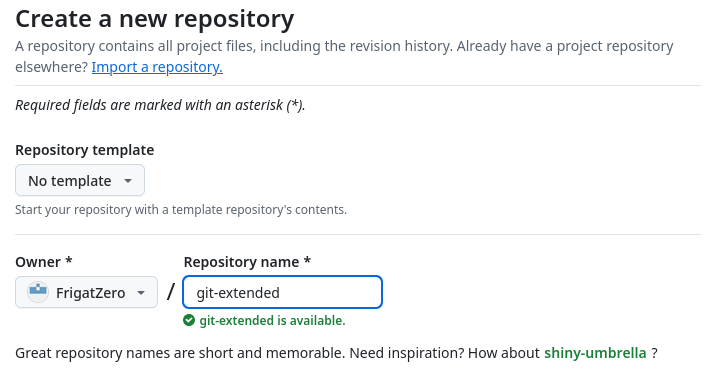 Create a new repository
A repository contains all project files, including the revision history. Already have a project repository
elsewhere? Import a repository.
Required fields are marked with an asterisk (*).
Repository template
No template
Start your repository with a template repository's contents.
Owner *
Repository name *
FrigatZero
/
git-extended
git-extended is available.
Great repository names are short and memorable. Need inspiration? How about shiny-umbrella ?